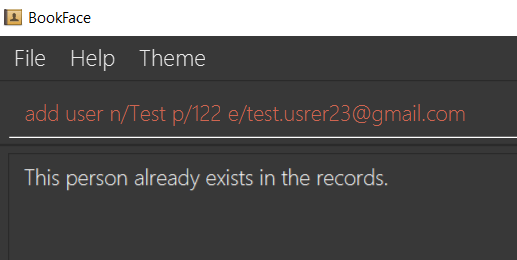 BookFace
File Help Theme
add user n/Test p/122 e/test.usrer23@gmail.com
This person already exists in the records.